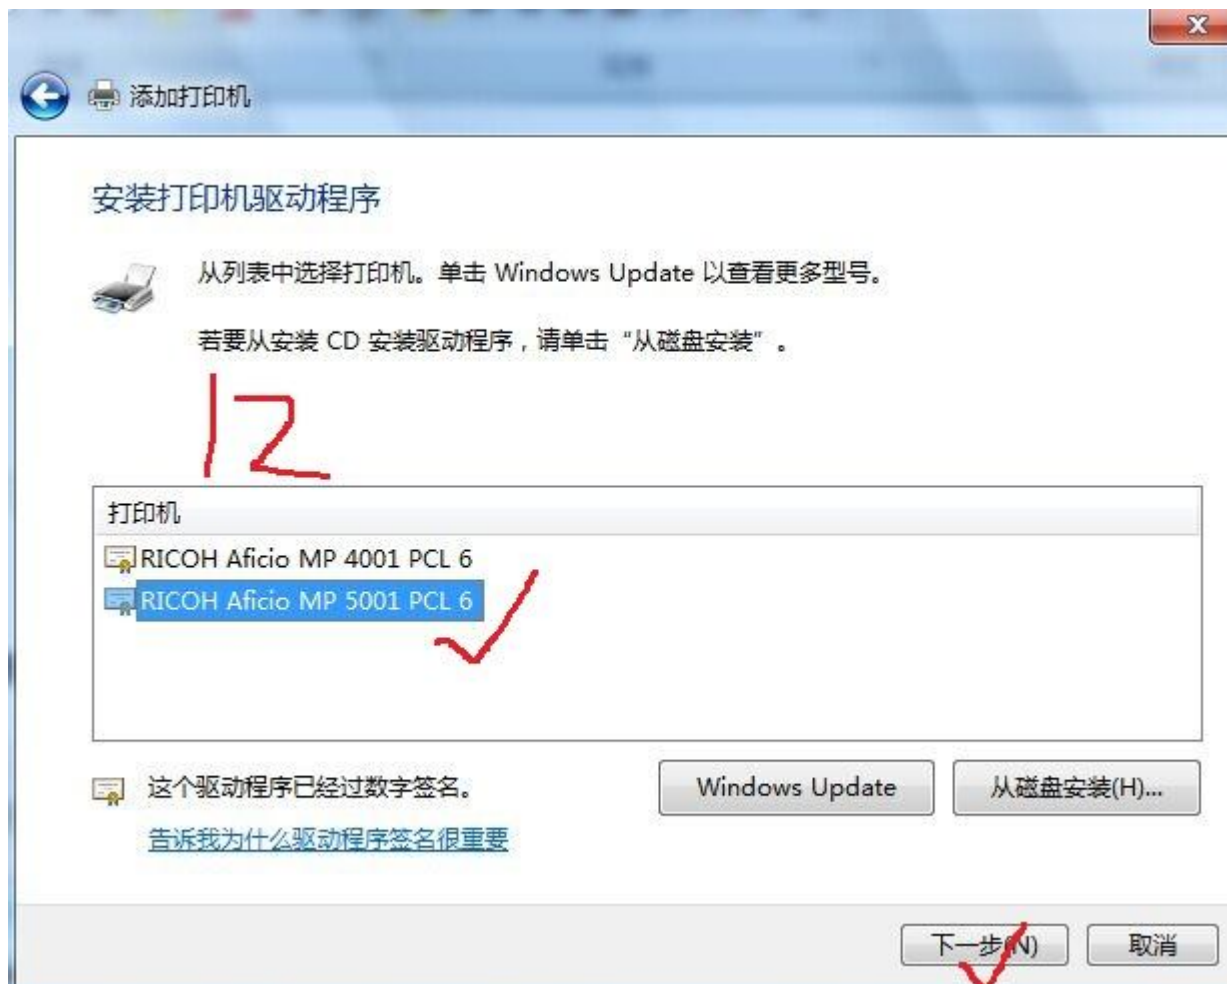 添加打印机
安装打印机驱动程序
从列表中选择打印机。单击 Windows Update 以查看更多型号。
若要从安装 CD 安装驱动程序，请单击“从磁盘安装”。
12
打印机
RICOH Aficio MP 4001 PCL 6
RICOH Aficio MP 5001 PCL 6
这个驱动程序已经过数字签名。
Windows Update
从磁盘安装(H)...
告诉我为什么驱动程序签名很重要
下一步(N)
取消